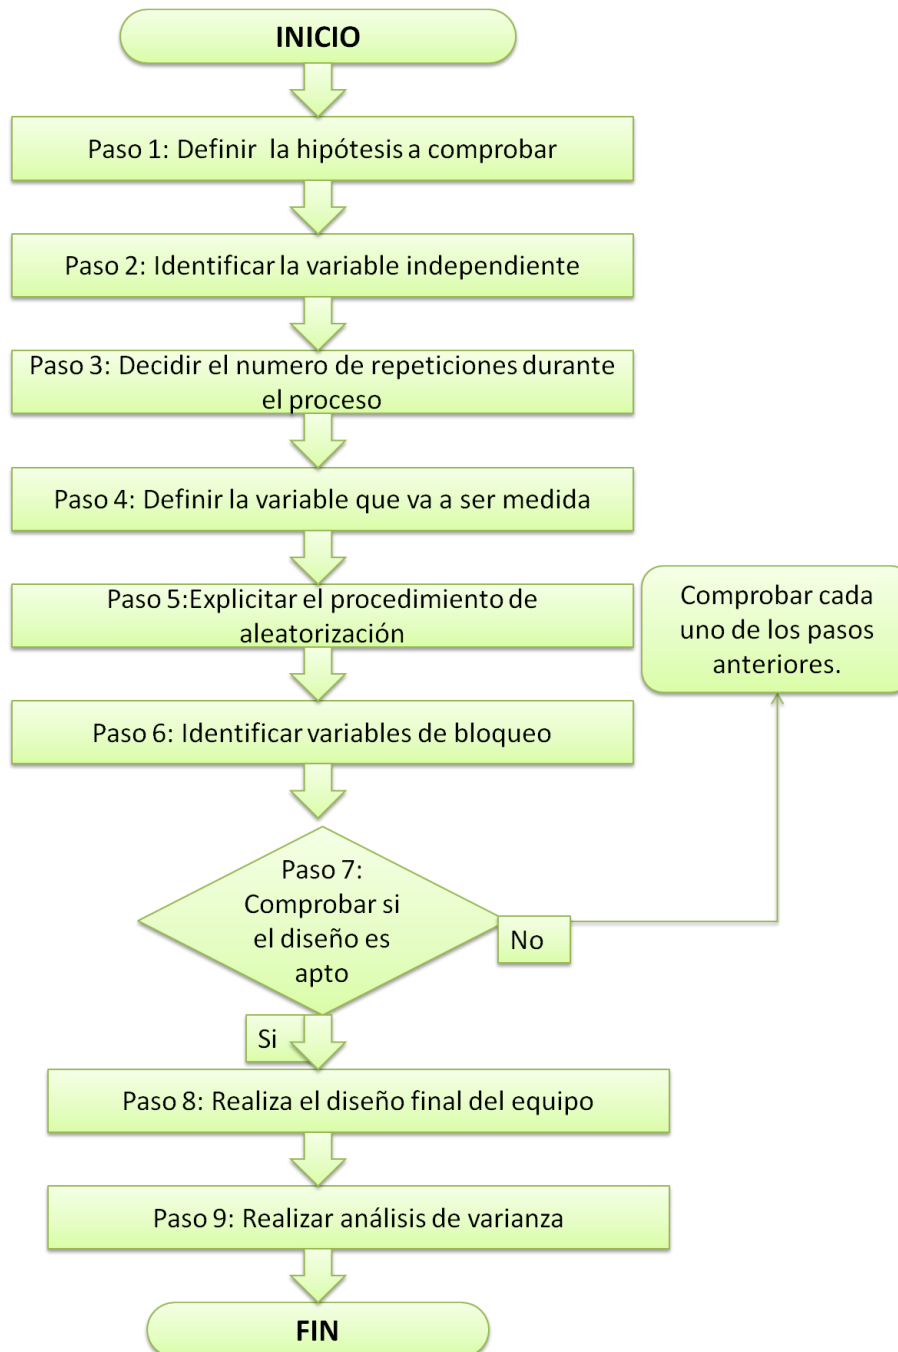 INICIO
Paso 1: Definir la hipótesis a comprobar
Paso 2: Identificar la variable independiente
Paso 3: Decidir el numero de repeticiones durante
el proceso
Paso 4: Definir la variable que va a ser medida
Paso 5:Explicitar el procedimiento de
aleatorización
Comprobar cada
uno de los pasos
anteriores.
Paso 6: Identificar variables de bloqueo
Paso 7:
Comprobar si
el diseño es
apto
No
Si
Paso 8: Realiza el diseño final del equipo
Paso 9: Realizar análisis de varianza
FIN